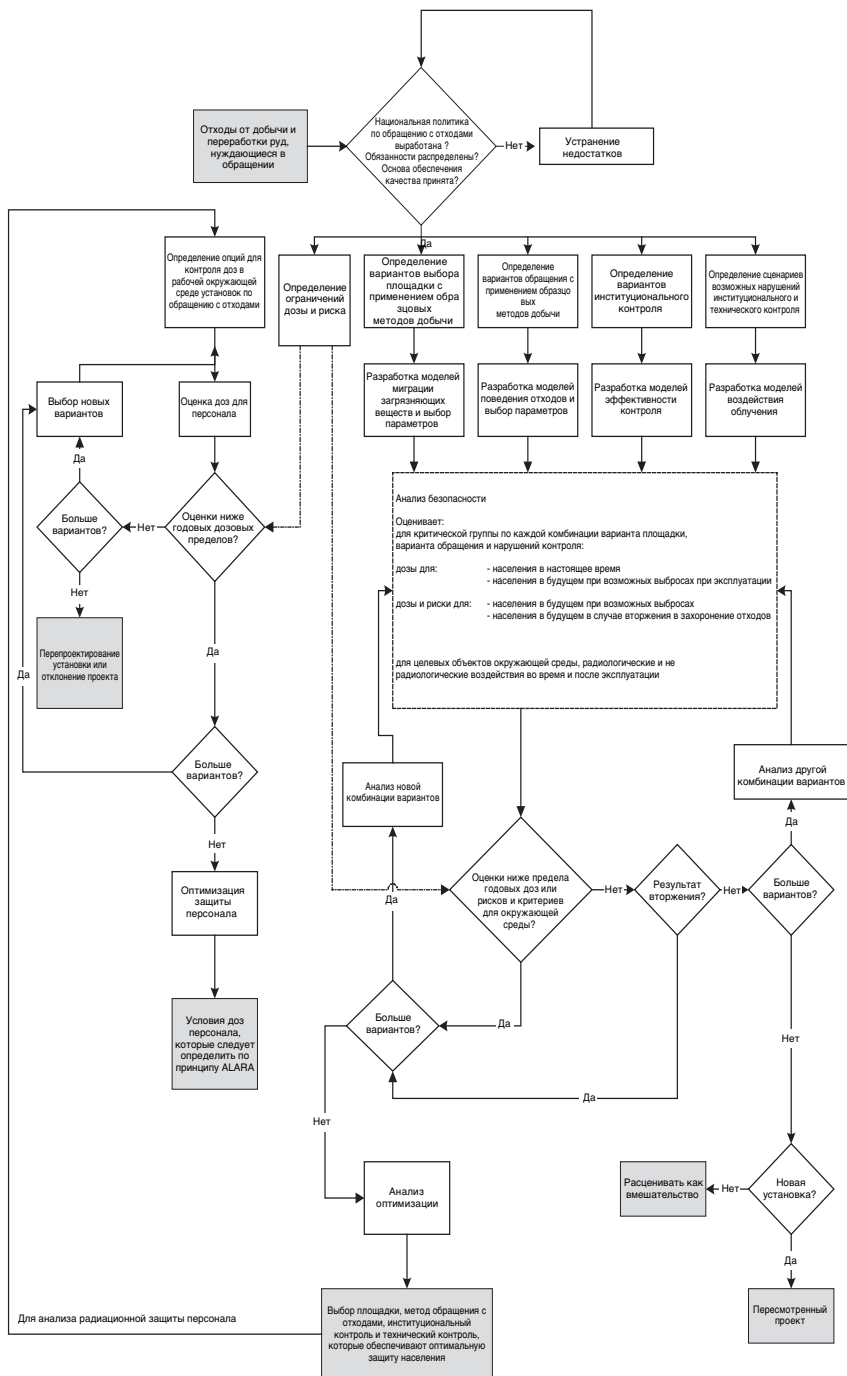 Отходы от добычи и
переработки руд,
нуждающиеся в
обращении
Национальная политика
по обращению с отходами
выработана ?
Обязанности распределены?
Основа обеспечения
качества принята?
Нет
Устранение
недостатков
Да
Определение опций для
контроля доз в
рабочей окружающей
среде установок по
обращению с отходами
Определение
ограничений
дозы и риска
Определение
вариантов выбора
площадки с
применением обра
зцовых
методов добычи
Определение
вариантов обращения с
применением образцо
вых
методов добычи
Определение
вариантов
институционального
контроля
Определение сценариев
возможных нарушений
институционального и
технического контроля
Выбор новых
вариантов
Оценка доз для
персонала
Разработка моделей
миграции
загрязняющих
веществ и выбор
параметров
Разработка моделей
поведения отходов и
выбор параметров
Разработка моделей
эффективности
контроля
Разработка моделей
воздействия
облучения
Да
Больше
вариантов?
Нет
Оценки ниже
годовых дозовых
пределов?
Нет
Перепроектирование
установки или
отклонение проекта
Да
Да
Анализ безопасности
Оценивает:
для критической группы по каждой комбинации варианта площадки,
варианта обращения и нарушений контроля:
дозы для: - населения в настоящее время
- населения в будущем при возможных выбросах при эксплуатации
дозы и риски для: - населения в будущем при возможных выбросах
- населения в будущем в случае вторжения в захоронение отходов
для целевых объектов окружающей среды, радиологические и не
радиологические воздействия во время и после эксплуатации
Больше
вариантов?
Нет
Анализ новой
комбинации вариантов
Анализ другой
комбинации вариантов
Да
Оптимизация
защиты
персонала
Да
Оценки ниже предела
годовых доз или
рисков и критериев
для окружающей
среды?
Нет
Результат
вторжения?
Нет
Больше
вариантов?
Условия доз
персонала,
которые следует
определить по
принципу ALARA
Больше
вариантов?
Да
Нет
Да
Нет
Анализ
оптимизации
Расценивать как
вмешательство
Нет
Новая
установка?
Да
Для анализа радиационной защиты персонала
Выбор площадки, метод обращения с
отходами, институциональный
контроль и технический контроль,
которые обеспечивают оптимальную
защиту населения
Пересмотренный
проект